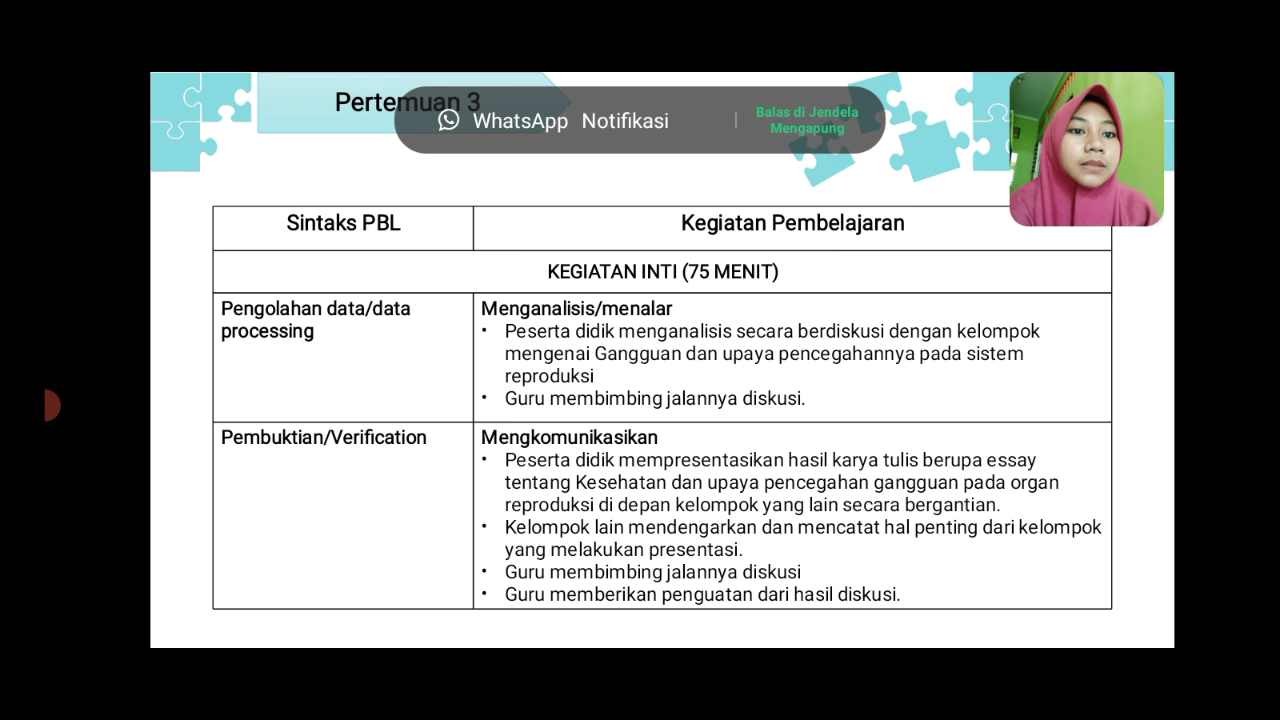 Pertemuan 3
WhatsApp Notifikasi
Balas di Jendela
Mengapung
Sintaks PBL
Kegiatan Pembelajaran
KEGIATAN INTI (75 MENIT)
Pengolahan data/data
processing
Menganalisis/menalar
• Peserta didik menganalisis secara berdiskusi dengan kelompok
mengenai Gangguan dan upaya pencegahannya pada sistem
reproduksi
• Guru membimbing jalannya diskusi.
Pembuktian/Verification
Mengkomunikasikan
• Peserta didik mempresentasikan hasil karya tulis berupa essay
tentang Kesehatan dan upaya pencegahan gangguan pada organ
reproduksi di depan kelompok yang lain secara bergantian.
• Kelompok lain mendengarkan dan mencatat hal penting dari kelompok
yang melakukan presentasi.
• Guru membimbing jalannya diskusi
• Guru memberikan penguatan dari hasil diskusi.